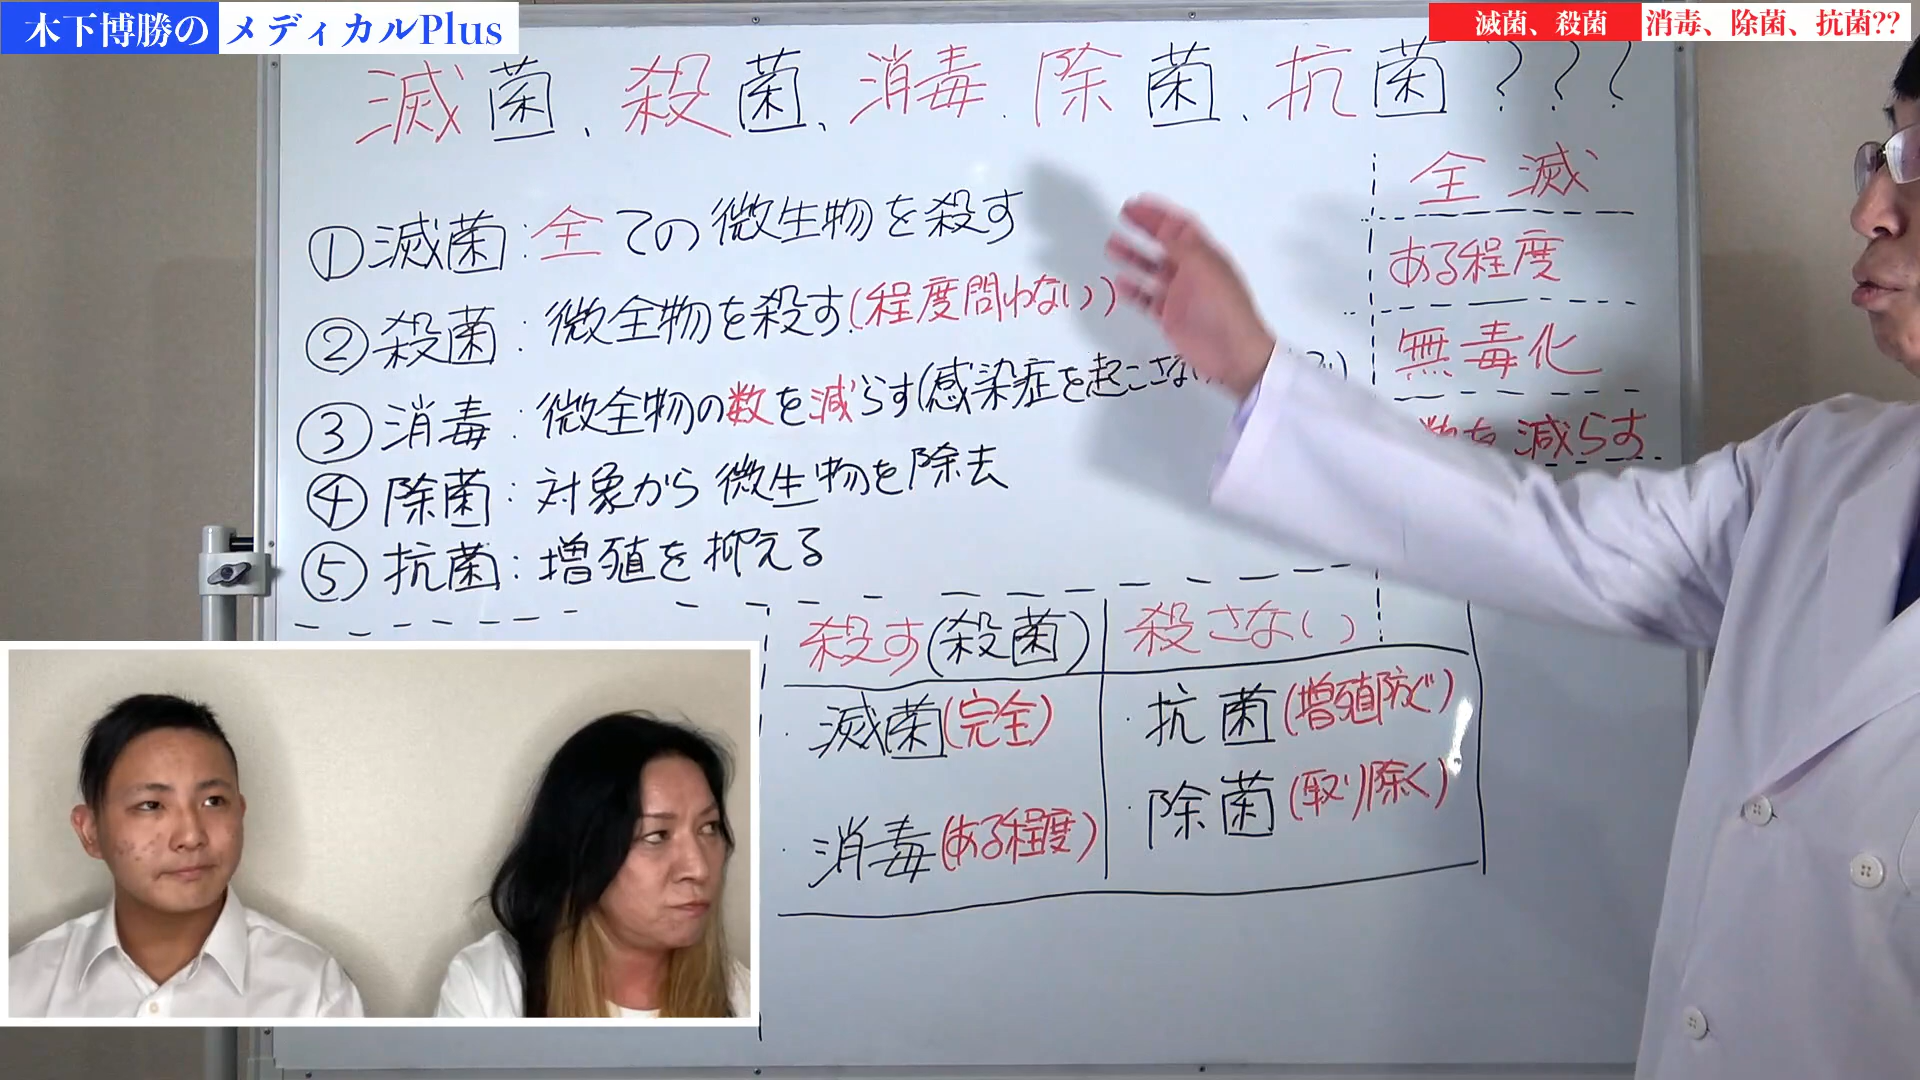 木下博勝の メディカルPlus
滅菌、殺菌 消毒、除菌、抗菌??
滅菌、殺菌、消毒、除菌、抗菌???
①滅菌:全ての微生物を殺す
②殺菌:微全物を殺す(程度問わない)
③消毒:微全物の数を減らす(感染症を起こさな
④除菌:対象から微生物を除去
⑤抗菌:増殖を抑える
全滅
ある程度
無毒化
数を減らす
殺す(殺菌) 殺さない
・滅菌(完全) ・抗菌(増殖防ぐ)
・消毒(ある程度) ・除菌(取り除く)